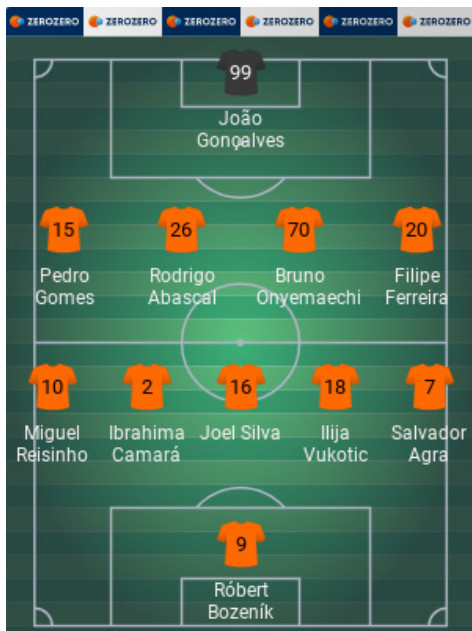 ZEROZERO ZEROZERO ZEROZERO ZEROZERO ZEROZERO ZEROZERO
99
João
Gonçalves
15 26 70 20
Pedro Rodrigo Bruno Filipe
Gomes Abascal Onyemaechi Ferreira
10 2 16 18 7
Miguel Ibrahima Joel Silva Ilija Salvador
Reisinho Camará Vukotic Agra
9
Róbert
Bozeník